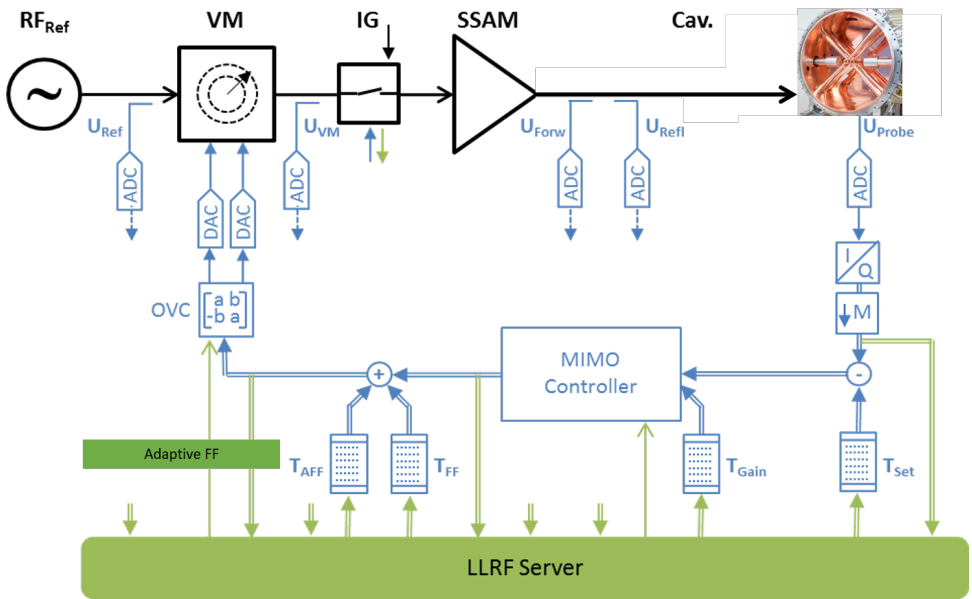 RFRef
VM
IG
SSAM
Cav.
~
URef
UVM
UForw
URefl
UProbe
ADC
ADC
ADC
ADC
ADC
DAC
DAC
I
Q
OVC
a b
-b a
↓M
MIMO
Controller
+
-
Adaptive FF
TAFF
TFF
TGain
TSet
LLRF Server